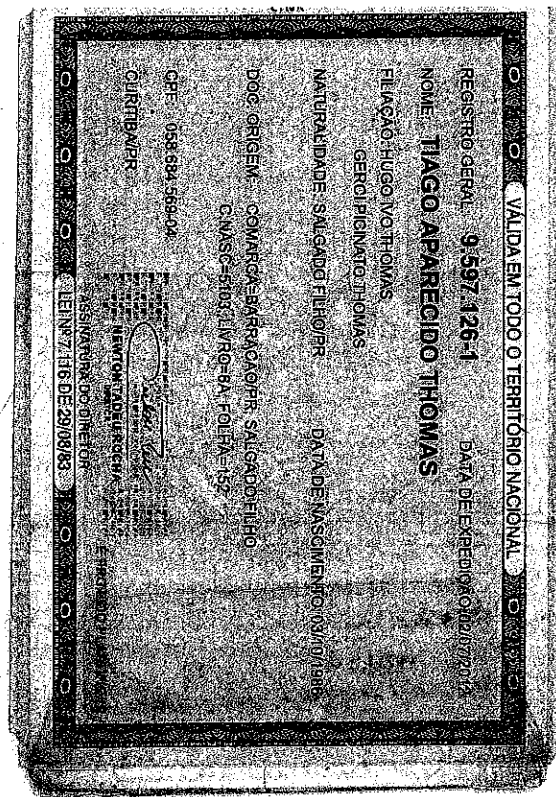 VÁLIDA EM TODO O TERRITÓRIO NACIONAL
REGISTRO GERAL: 9.597.126-1 DATA DE EXPEDIÇÃO: 02/07/2012
NOME: TIAGO APARECIDO THOMAS
FILIAÇÃO: HUGO IVO THOMAS
GERCI PICINATO THOMAS
NATURALIDADE: SALGADO FILHO/PR DATA DE NASCIMENTO: 03/10/1986
DOC. ORIGEM: COMARCA=BARRACÃO/PR, SALGADO FILHO
C.NASC=5103, LIVRO=8A, FOLHA=152
CPF: 058.684.569-04
CURITIBA/PR
NEWTON TADEU ROCHA
ASSINATURA DO DIRETOR
LEI Nº 7.116 DE 29/08/83